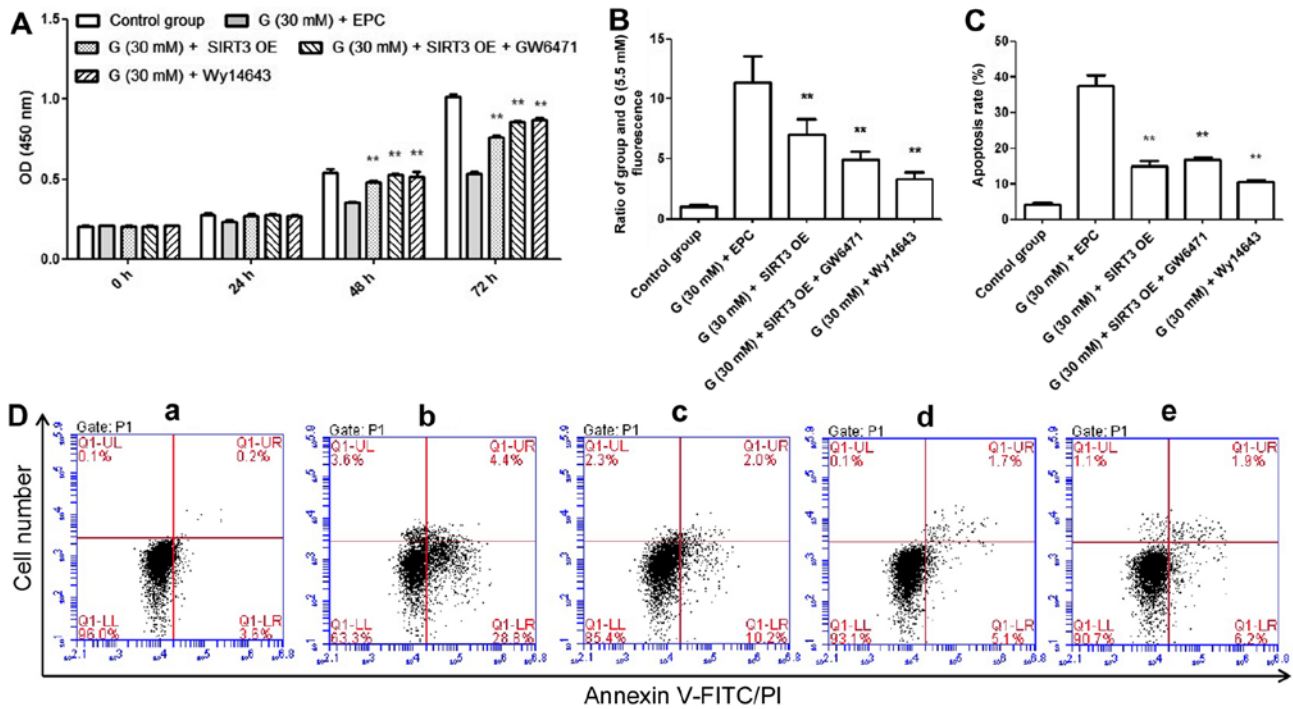 A
Control group
G (30 mM) + EPC
G (30 mM) + SIRT3 OE
G (30 mM) + SIRT3 OE + GW6471
G (30 mM) + Wy14643
OD (450 nm)
1.5
1.0
0.5
0.0
** ** **
** ** **
0 h
24 h
48 h
72 h
B
Ratio of group and G (5.5 mM)
fluorescence
15
10
5
0
**
**
**
Control group
G (30 mM) + EPC
G (30 mM) + SIRT3 OE
G (30 mM) + SIRT3 OE + GW6471
G (30 mM) + Wy14643
C
Apoptosis rate (%)
50
40
30
20
10
0
**
**
**
Control group
G (30 mM) + EPC
G (30 mM) + SIRT3 OE
G (30 mM) + SIRT3 OE + GW6471
G (30 mM) + Wy14643
D
Cell number
a
Gate: P1
Q1-UL
0.1%
Q1-UR
0.2%
Q1-LL
96.0%
Q1-LR
3.8%
b
Gate: P1
Q1-UL
3.6%
Q1-UR
4.4%
Q1-LL
63.3%
Q1-LR
28.8%
c
Gate: P1
Q1-UL
2.3%
Q1-UR
2.0%
Q1-LL
85.4%
Q1-LR
10.2%
d
Gate: P1
Q1-UL
0.1%
Q1-UR
1.7%
Q1-LL
93.1%
Q1-LR
5.1%
e
Gate: P1
Q1-UL
1.1%
Q1-UR
1.9%
Q1-LL
90.7%
Q1-LR
6.2%
Annexin V-FITC/PI